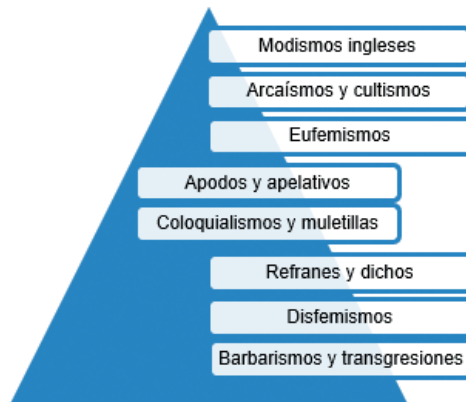 Modismos ingleses
Arcaísmos y cultismos
Eufemismos
Apodos y apelativos
Coloquialismos y muletillas
Refranes y dichos
Disfemismos
Barbarismos y transgresiones